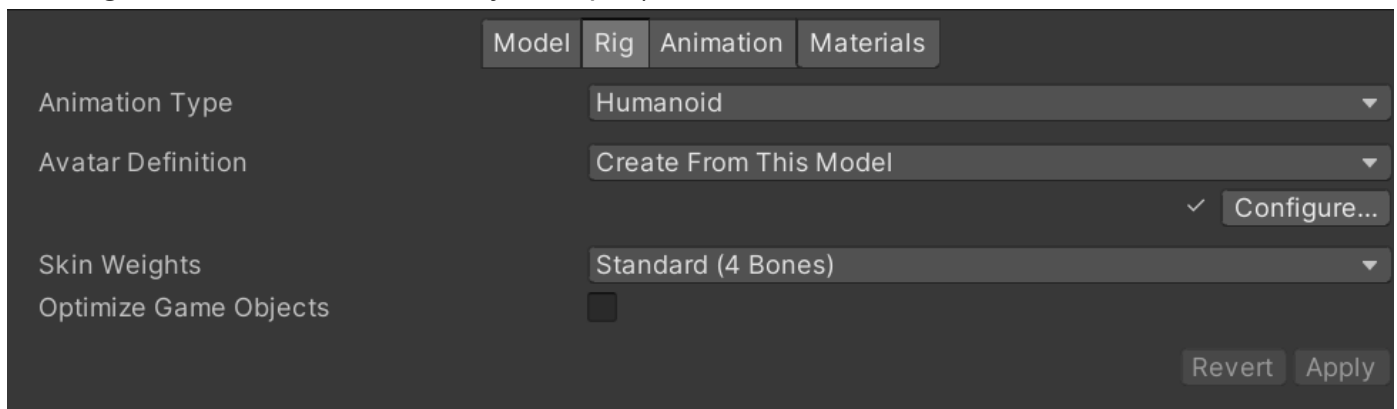 Model Rig Animation Materials
Animation Type Humanoid
Avatar Definition Create From This Model
Configure...
Skin Weights Standard (4 Bones)
Optimize Game Objects
Revert Apply